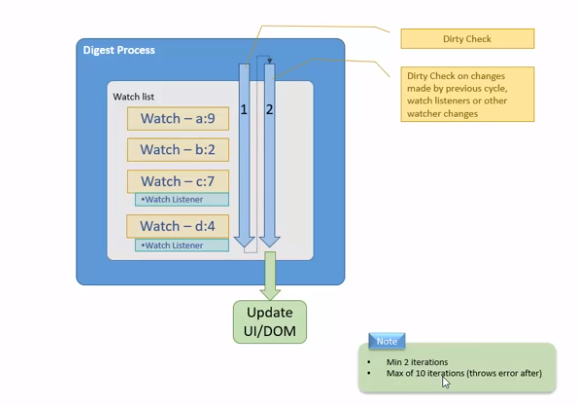 Digest Process
Dirty Check
Dirty Check on changes
made by previous cycle,
watch listeners or other
watcher changes
Watch list
1
2
Watch – a:9
Watch – b:2
Watch – c:7
•Watch Listener
Watch – d:4
•Watch Listener
Update
UI/DOM
Note
• Min 2 iterations
• Max of 10 iterations (throws error after)